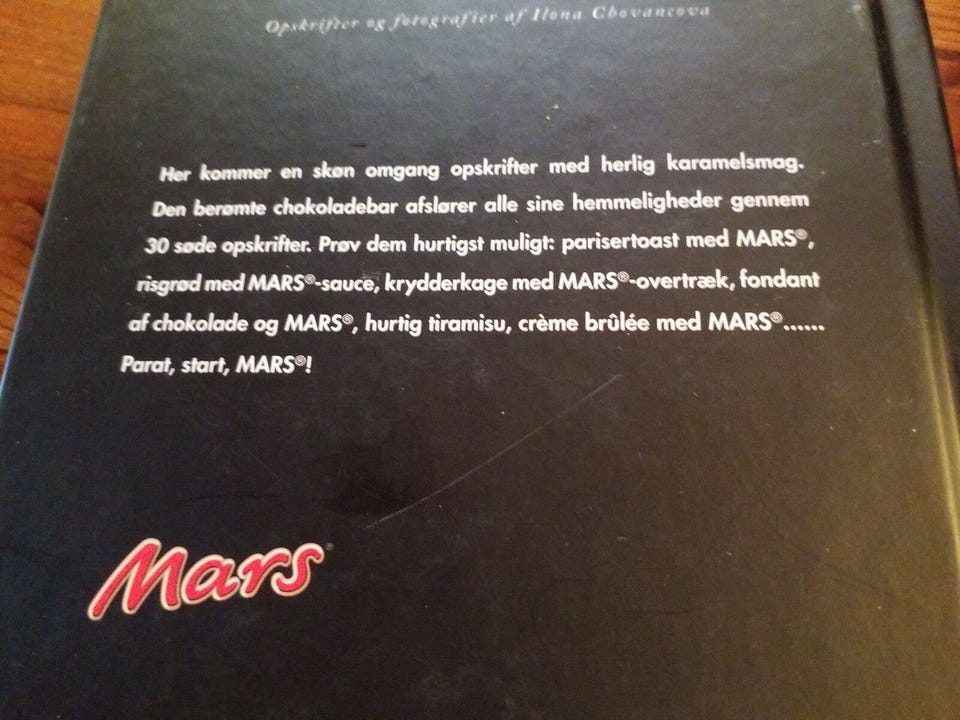 Opskrifter og fotografier af Ilona Chovancova
Her kommer en skøn omgang opskrifter med herlig karamelsmag.
Den berømte chokoladebar afslører alle sine hemmeligheder gennem
30 søde opskrifter. Prøv dem hurtigst muligt: parisertoast med MARS®,
risgrød med MARS®-sauce, krydderkage med MARS®-overtræk, fondant
af chokolade og MARS®, hurtig tiramisu, crème brûlée med MARS®......
Parat, start, MARS®!
Mars®